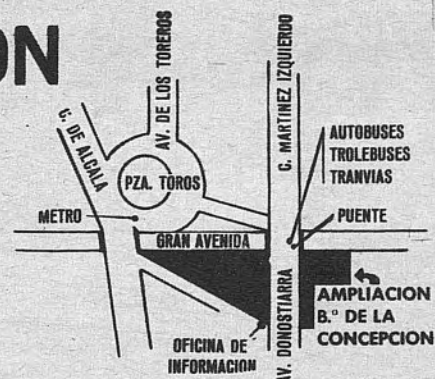 ON
AV. DE LOS TOREROS
C. MARTINEZ IZQUIERDO
C. DE ALCALA
PZA. TOROS
AUTOBUSES
TROLEBUSES
TRANVIAS
METRO
PUENTE
GRAN AVENIDA
AV. DONOSTIARRA
AMPLIACION
B.º DE LA
CONCEPCION
OFICINA DE
INFORMACION